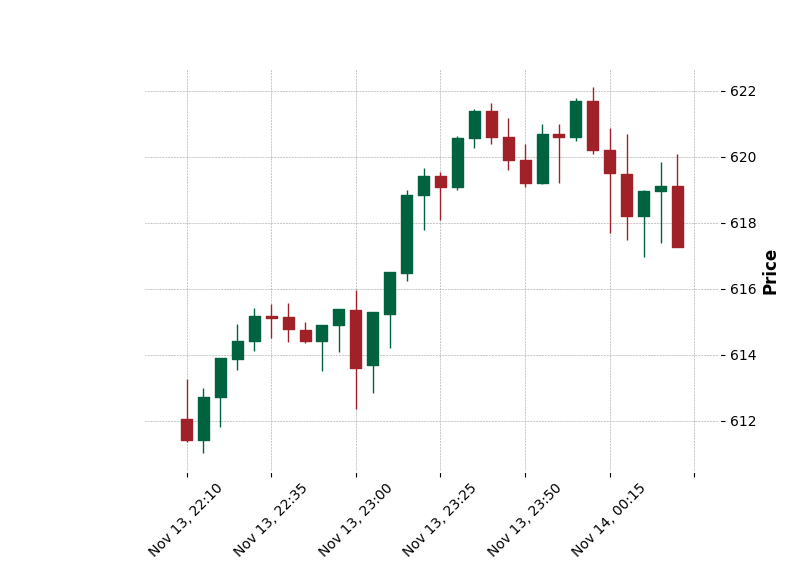 622
620
618
616
614
612
Price
Nov 13, 22:10
Nov 13, 22:35
Nov 13, 23:00
Nov 13, 23:25
Nov 13, 23:50
Nov 14, 00:15